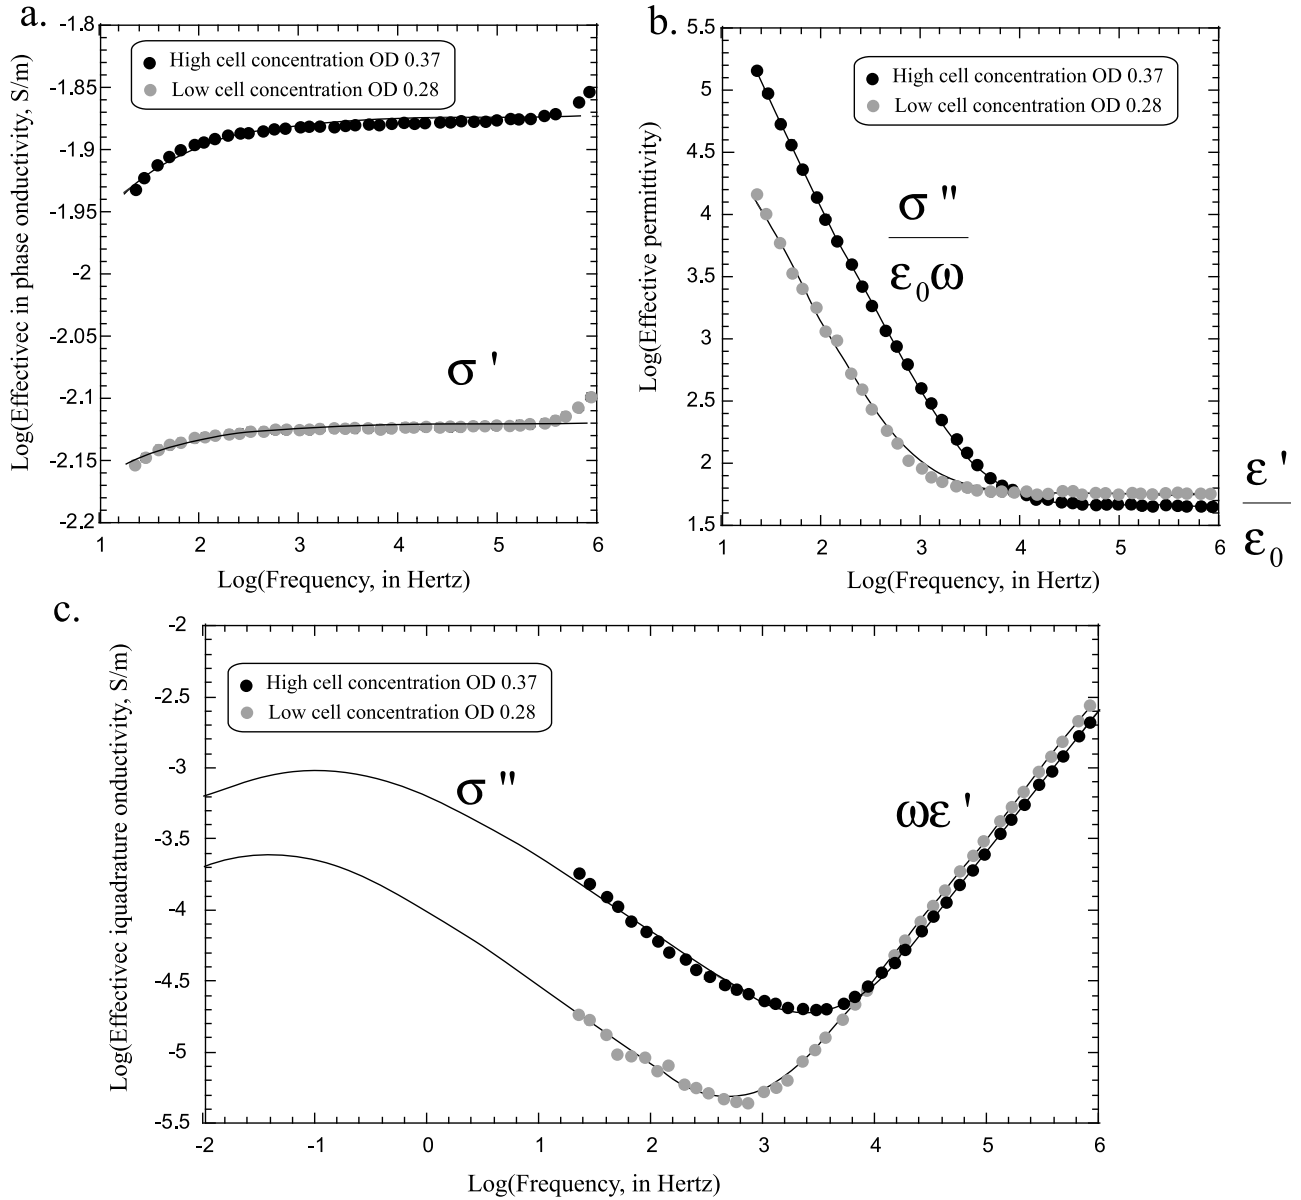 a.
Log(Effectivec in phase onductivity, S/m)
-1.8
-1.85
-1.9
-1.95
-2
-2.05
-2.1
-2.15
-2.2
High cell concentration OD 0.37
Low cell concentration OD 0.28
σ '
1 2 3 4 5 6
Log(Frequency, in Hertz)
b.
Log(Effective permittivity)
5.5
5
4.5
4
3.5
3
2.5
2
1.5
High cell concentration OD 0.37
Low cell concentration OD 0.28
σ "
ε0ω
ε '
ε0
1 2 3 4 5 6
Log(Frequency, in Hertz)
c.
Log(Effectivec iquadrature onductivity, S/m)
-2
-2.5
-3
-3.5
-4
-4.5
-5
-5.5
High cell concentration OD 0.37
Low cell concentration OD 0.28
σ "
ωε '
-2 -1 0 1 2 3 4 5 6
Log(Frequency, in Hertz)